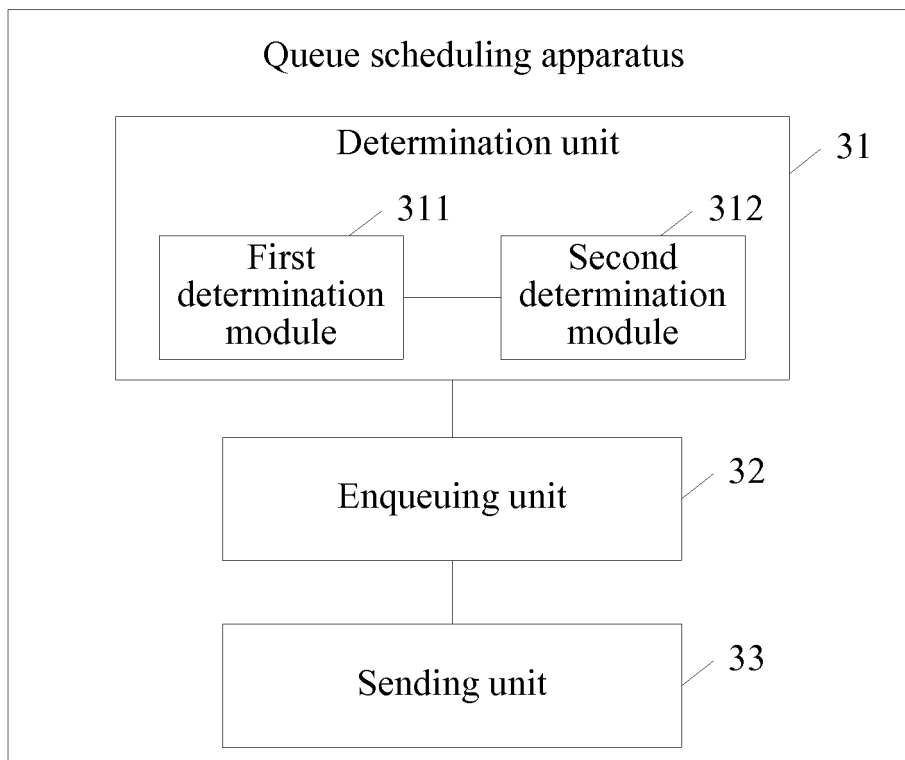 Queue scheduling apparatus
Determination unit
31
311
312
First
determination
module
Second
determination
module
Enqueuing unit
32
Sending unit
33